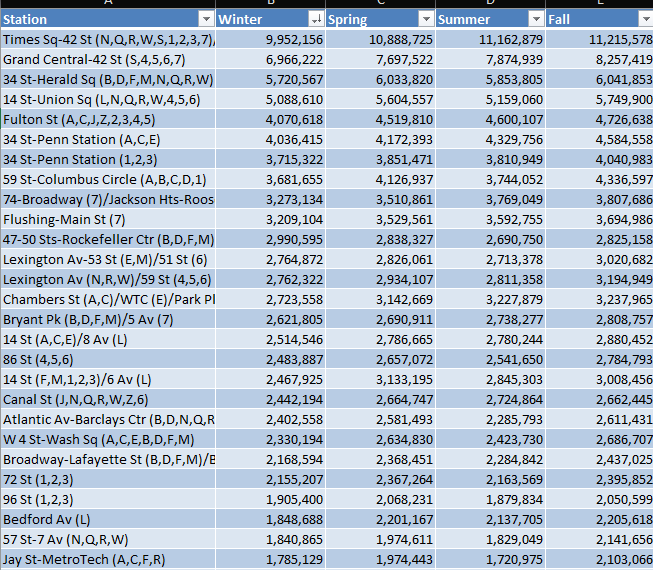 A B C D E
Station Winter Spring Summer Fall
Times Sq-42 St (N,Q,R,W,S,1,2,3,7)/ 9,952,156 10,888,725 11,162,879 11,215,578
Grand Central-42 St (S,4,5,6,7) 6,966,222 7,697,522 7,874,939 8,257,419
34 St-Herald Sq (B,D,F,M,N,Q,R,W) 5,720,567 6,033,820 5,853,805 6,041,853
14 St-Union Sq (L,N,Q,R,W,4,5,6) 5,088,610 5,604,557 5,159,060 5,749,900
Fulton St (A,C,J,Z,2,3,4,5) 4,070,618 4,519,810 4,600,107 4,726,638
34 St-Penn Station (A,C,E) 4,036,415 4,172,393 4,329,756 4,584,558
34 St-Penn Station (1,2,3) 3,715,322 3,851,471 3,810,949 4,040,983
59 St-Columbus Circle (A,B,C,D,1) 3,681,655 4,126,937 3,744,052 4,336,597
74-Broadway (7)/Jackson Hts-Roos 3,273,134 3,510,861 3,769,049 3,807,686
Flushing-Main St (7) 3,209,104 3,529,561 3,592,755 3,694,986
47-50 Sts-Rockefeller Ctr (B,D,F,M) 2,990,595 2,838,327 2,690,750 2,825,158
Lexington Av-53 St (E,M)/51 St (6) 2,764,872 2,826,061 2,713,378 3,020,682
Lexington Av (N,R,W)/59 St (4,5,6) 2,762,322 2,934,107 2,811,358 3,194,949
Chambers St (A,C)/WTC (E)/Park Pl 2,723,558 3,142,669 3,227,879 3,237,965
Bryant Pk (B,D,F,M)/5 Av (7) 2,621,805 2,690,911 2,738,277 2,808,757
14 St (A,C,E)/8 Av (L) 2,514,546 2,786,665 2,780,244 2,880,452
86 St (4,5,6) 2,483,887 2,657,072 2,541,650 2,784,793
14 St (F,M,1,2,3)/6 Av (L) 2,467,925 3,133,195 2,845,303 3,008,456
Canal St (J,N,Q,R,W,Z,6) 2,442,194 2,664,747 2,724,864 2,662,445
Atlantic Av-Barclays Ctr (B,D,N,Q,R 2,402,558 2,581,493 2,285,793 2,611,431
W 4 St-Wash Sq (A,C,E,B,D,F,M) 2,330,194 2,634,830 2,423,730 2,686,707
Broadway-Lafayette St (B,D,F,M)/B 2,168,594 2,368,451 2,284,842 2,437,025
72 St (1,2,3) 2,155,207 2,367,264 2,163,569 2,395,852
96 St (1,2,3) 1,905,400 2,068,231 1,879,834 2,050,599
Bedford Av (L) 1,848,688 2,201,167 2,137,705 2,205,618
57 St-7 Av (N,Q,R,W) 1,840,865 1,974,611 1,829,049 2,141,656
Jay St-MetroTech (A,C,F,R) 1,785,129 1,974,443 1,720,975 2,103,066